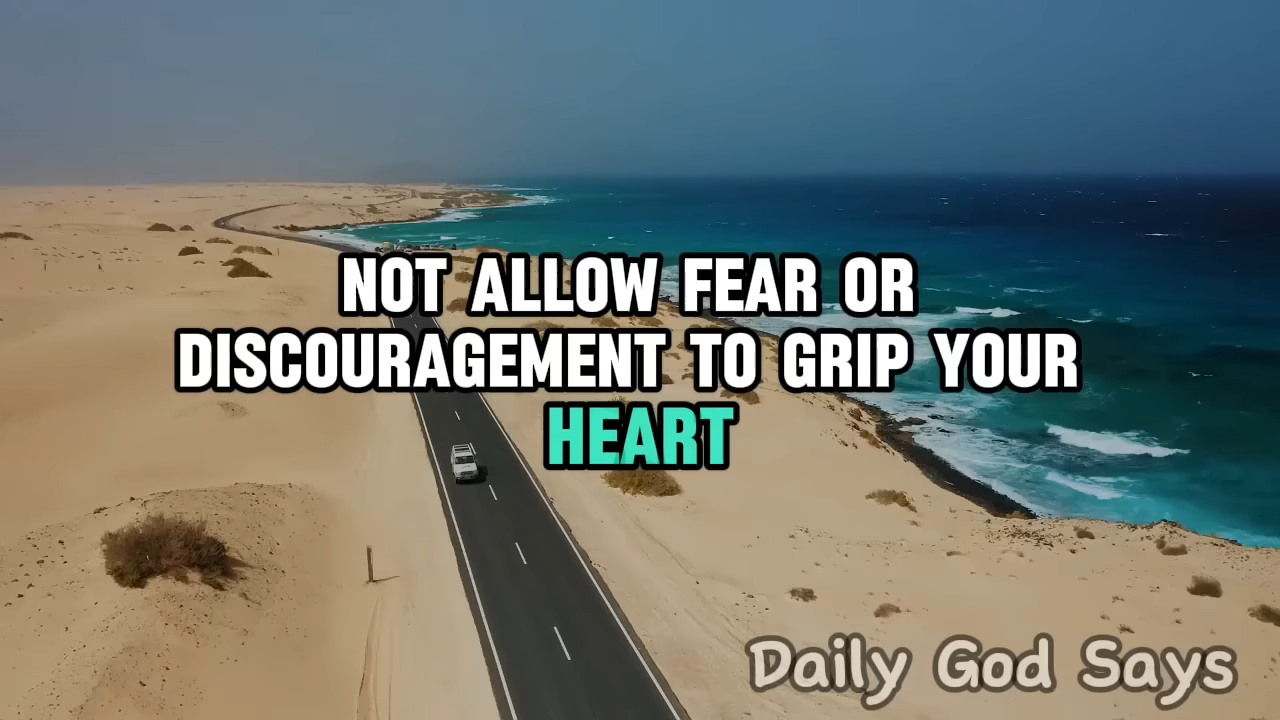 NOT ALLOW FEAR OR
DISCOURAGEMENT TO GRIP YOUR
HEART
Daily God Says